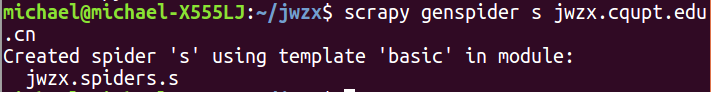 michael@michael-X555LJ:~/jwzx$ scrapy genspider s jwzx.cqupt.edu
.cn
Created spider 's' using template 'basic' in module:
  jwzx.spiders.s